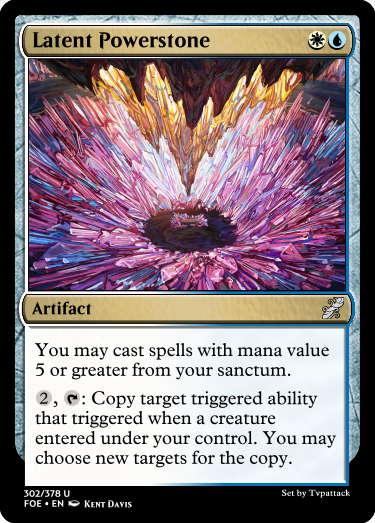 Latent Powerstone
Artifact
You may cast spells with mana value
5 or greater from your sanctum.
2, : Copy target triggered ability
that triggered when a creature
entered under your control. You may
choose new targets for the copy.
302/378 U
Set by Tvpattack
FOE • EN Kent Davis